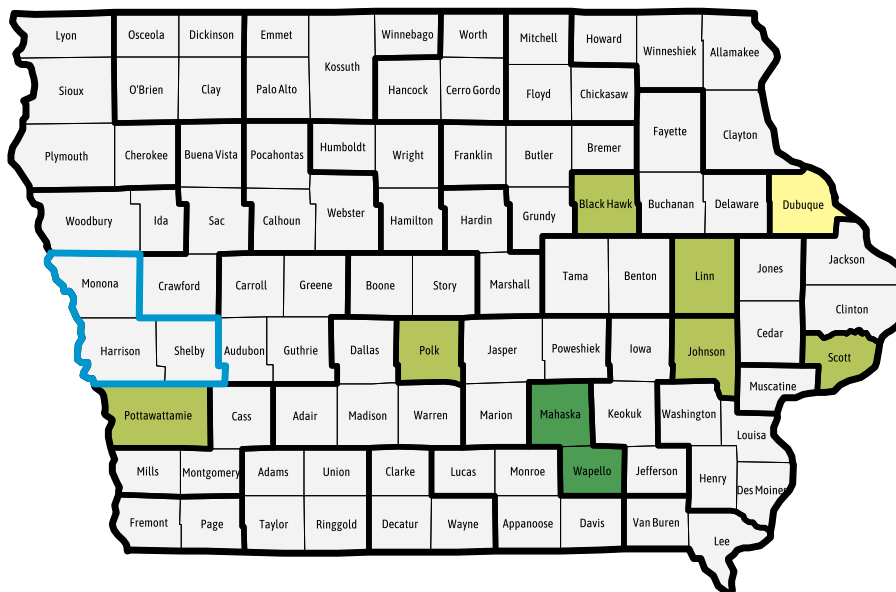 Lyon
Osceola
Dickinson
Emmet
Winnebago
Worth
Mitchell
Howard
Winneshiek
Allamakee
Kossuth
Sioux
O'Brien
Clay
Palo Alto
Hancock
Cerro Gordo
Floyd
Chickasaw
Fayette
Clayton
Plymouth
Cherokee
Buena Vista
Pocahontas
Humboldt
Wright
Franklin
Butler
Bremer
Woodbury
Ida
Sac
Calhoun
Webster
Hamilton
Hardin
Grundy
Black Hawk
Buchanan
Delaware
Dubuque
Monona
Crawford
Carroll
Greene
Boone
Story
Marshall
Tama
Benton
Linn
Jones
Jackson
Clinton
Harrison
Shelby
Audubon
Guthrie
Dallas
Polk
Jasper
Poweshiek
Iowa
Johnson
Cedar
Scott
Muscatine
Pottawattamie
Cass
Adair
Madison
Warren
Marion
Mahaska
Keokuk
Washington
Louisa
Mills
Montgomery
Adams
Union
Clarke
Lucas
Monroe
Wapello
Jefferson
Henry
Des Moines
Fremont
Page
Taylor
Ringgold
Decatur
Wayne
Appanoose
Davis
Van Buren
Lee